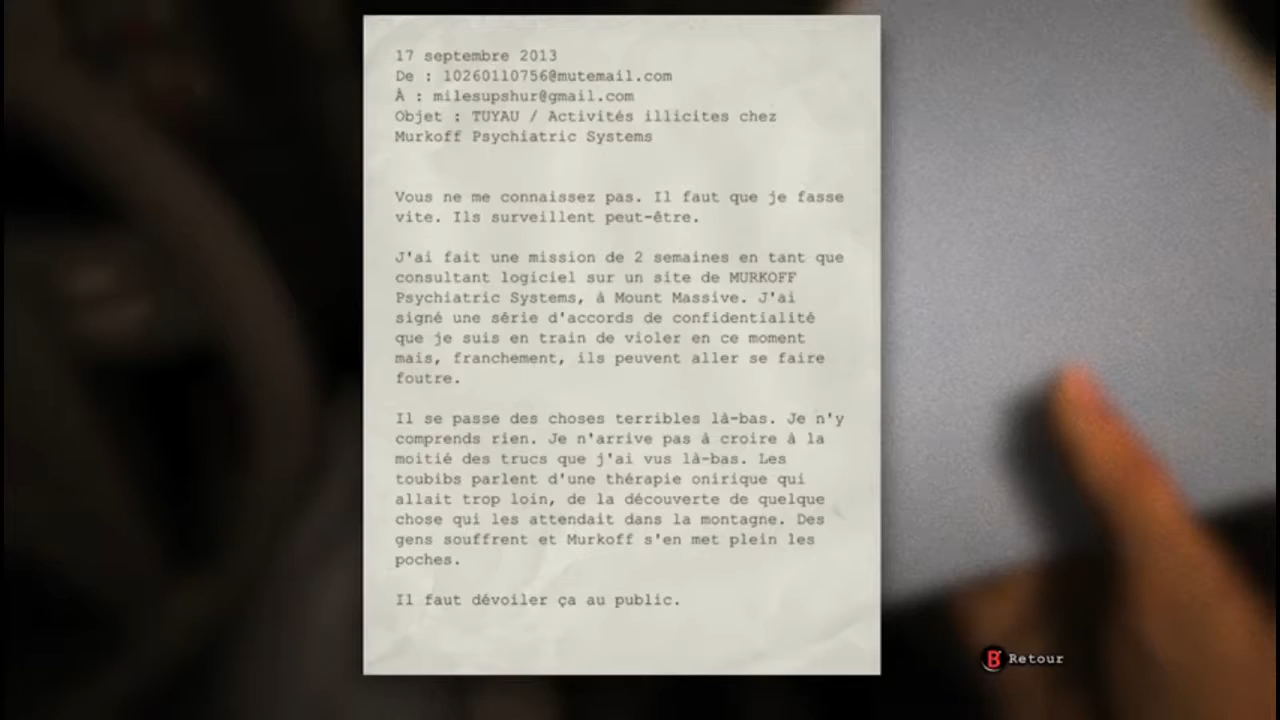 17 septembre 2013
De : 10260110756@mutemail.com
À : milesupshur@gmail.com
Objet : TUYAU / Activités illicites chez
Murkoff Psychiatric Systems
Vous ne me connaissez pas. Il faut que je fasse
vite. Ils surveillent peut-être.
J'ai fait une mission de 2 semaines en tant que
consultant logiciel sur un site de MURKOFF
Psychiatric Systems, à Mount Massive. J'ai
signé une série d'accords de confidentialité
que je suis en train de violer en ce moment
mais, franchement, ils peuvent aller se faire
foutre.
Il se passe des choses terribles là-bas. Je n'y
comprends rien. Je n'arrive pas à croire à la
moitié des trucs que j'ai vus là-bas. Les
toubibs parlent d'une thérapie onirique qui
allait trop loin, de la découverte de quelque
chose qui les attendait dans la montagne. Des
gens souffrent et Murkoff s'en met plein les
poches.
Il faut dévoiler ça au public.
B Retour